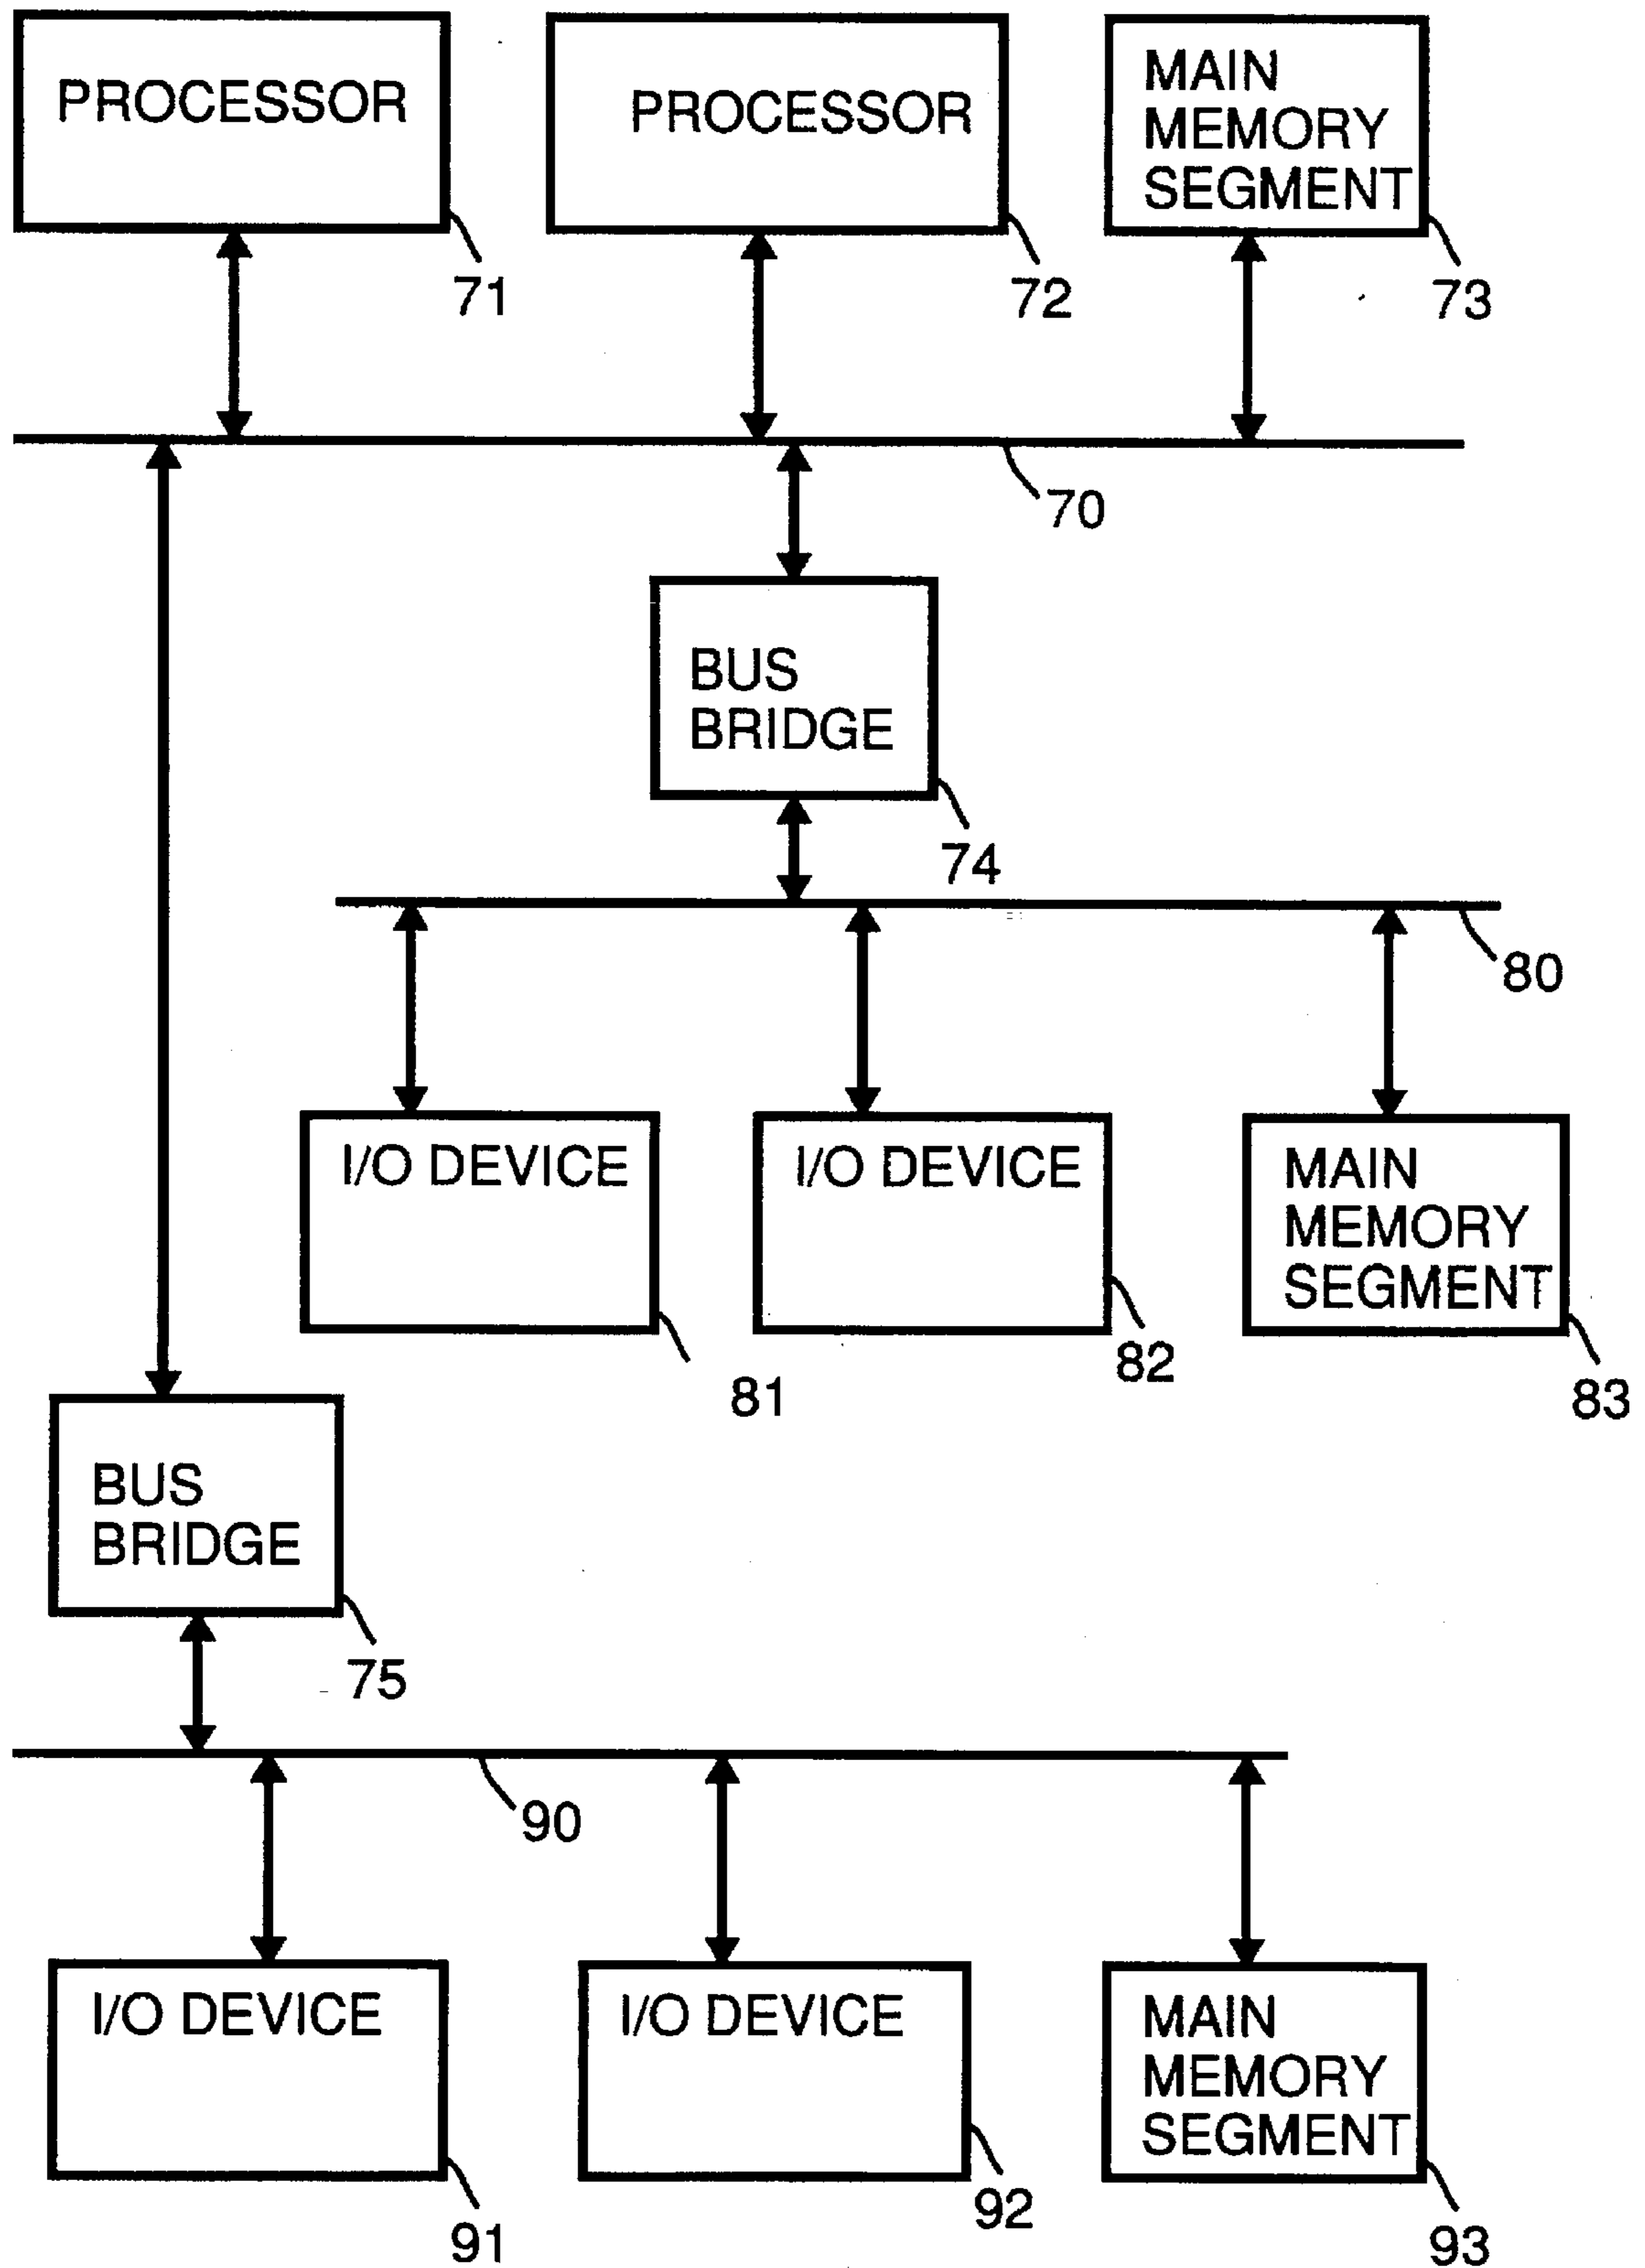 PROCESSOR
71
PROCESSOR
72
MAIN
MEMORY
SEGMENT
73
70
BUS
BRIDGE
74
80
I/O DEVICE
81
I/O DEVICE
82
MAIN
MEMORY
SEGMENT
83
BUS
BRIDGE
75
90
I/O DEVICE
91
I/O DEVICE
92
MAIN
MEMORY
SEGMENT
93